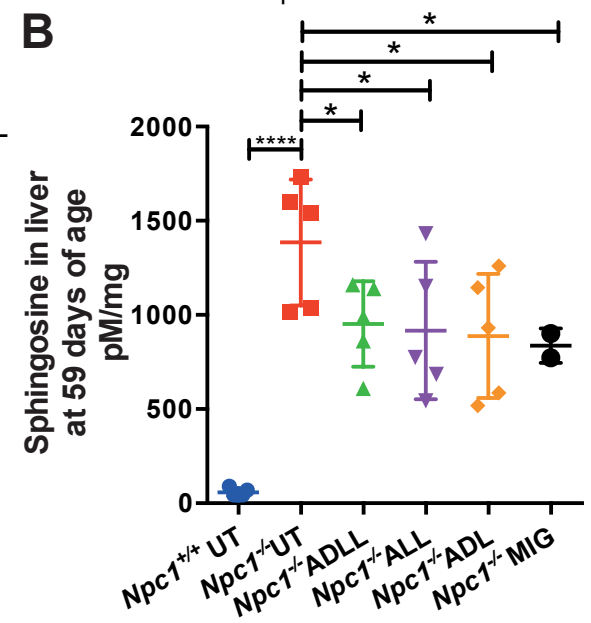 B
*
*
*
*
****
Sphingosine in liver
at 59 days of age
pM/mg
2000
1500
1000
500
0
Npc1+/+ UT
Npc1-/-UT
Npc1-/-ADLL
Npc1-/-ALL
Npc1-/-ADL
Npc1-/- MIG